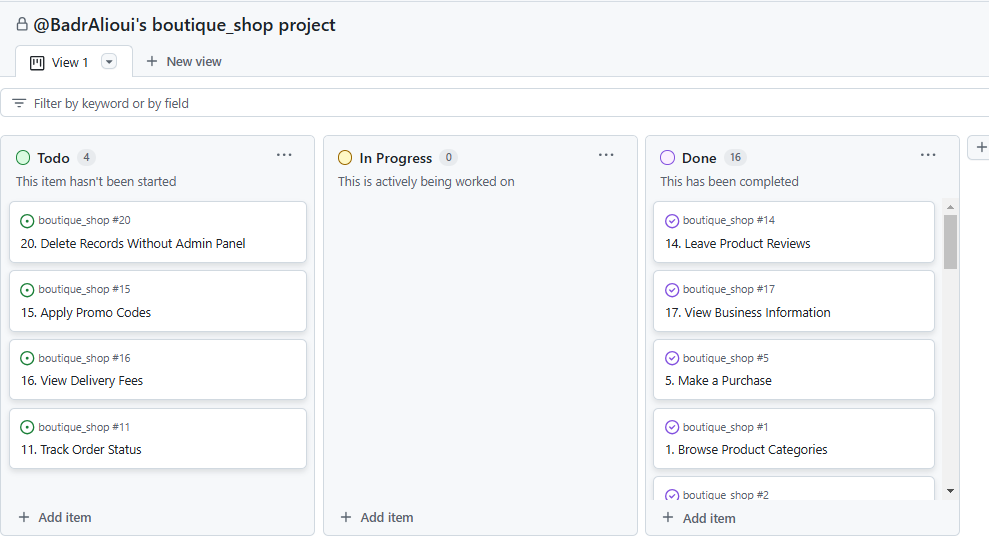 @BadrAlioui's boutique_shop project
View 1
New view
Filter by keyword or by field
Todo 4
This item hasn't been started
boutique_shop #20
20. Delete Records Without Admin Panel
boutique_shop #15
15. Apply Promo Codes
boutique_shop #16
16. View Delivery Fees
boutique_shop #11
11. Track Order Status
Add item
In Progress 0
This is actively being worked on
Add item
Done 16
This has been completed
boutique_shop #14
14. Leave Product Reviews
boutique_shop #17
17. View Business Information
boutique_shop #5
5. Make a Purchase
boutique_shop #1
1. Browse Product Categories
boutique_shop #2
Add item